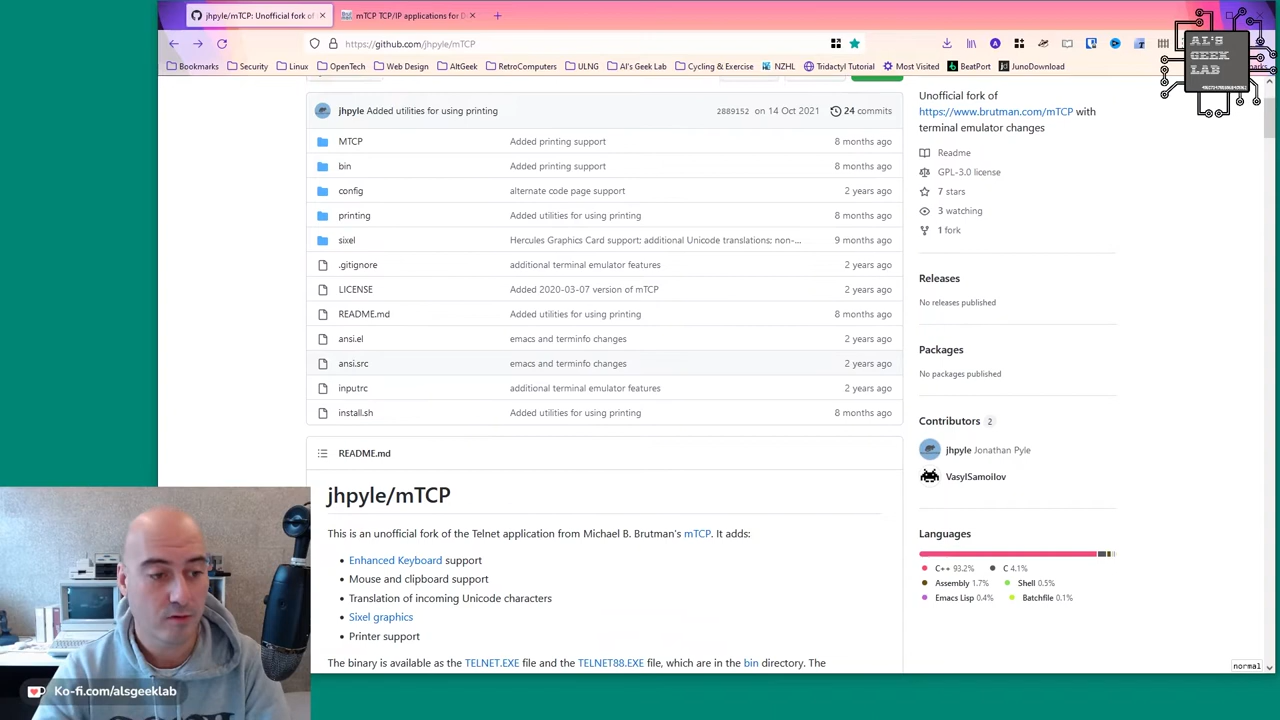 jhpyle/mTCP: Unofficial fork of
mTCP TCP/IP applications for D
https://github.com/jhpyle/mTCP
Bookmarks Security Linux OpenTech Web Design AltGeek
Computers ULNG Al's Geek Lab Cycling & Exercise NZHL Most Visited Tridactyl Tutorial BeatPort JunoDownload
AL'S
GEEK
LAB
jhpyle Added utilities for using printing 2889152 on 14 Oct 2021 24 commits
MTCP Added printing support 8 months ago
bin Added printing support 8 months ago
config alternate code page support 2 years ago
printing Added utilities for using printing 8 months ago
sixel Hercules Graphics Card support; additional Unicode translations; non-... 9 months ago
.gitignore additional terminal emulator features 2 years ago
LICENSE Added 2020-03-07 version of mTCP 2 years ago
README.md Added utilities for using printing 8 months ago
ansi.el emacs and terminfo changes 2 years ago
ansi.src emacs and terminfo changes 2 years ago
inputrc additional terminal emulator features 2 years ago
install.sh Added utilities for using printing 8 months ago
README.md
jhpyle/mTCP
This is an unofficial fork of the Telnet application from Michael B. Brutman's mTCP. It adds:
Enhanced Keyboard support
Mouse and clipboard support
Translation of incoming Unicode characters
Sixel graphics
Printer support
The binary is available as the TELNET.EXE file and the TELNET88.EXE file, which are in the bin directory. The
Unofficial fork of
https://www.brutman.com/mTCP with
terminal emulator changes
Readme
GPL-3.0 license
7 stars
3 watching
1 fork
Releases
No releases published
Packages
No packages published
Contributors 2
jhpyle Jonathan Pyle
VasylSamoilov
Languages
C++ 93.2% C 4.1%
Assembly 1.7% Shell 0.5%
Emacs Lisp 0.4% Batchfile 0.1%
normal
Ko-fi.com/alsgeeklab